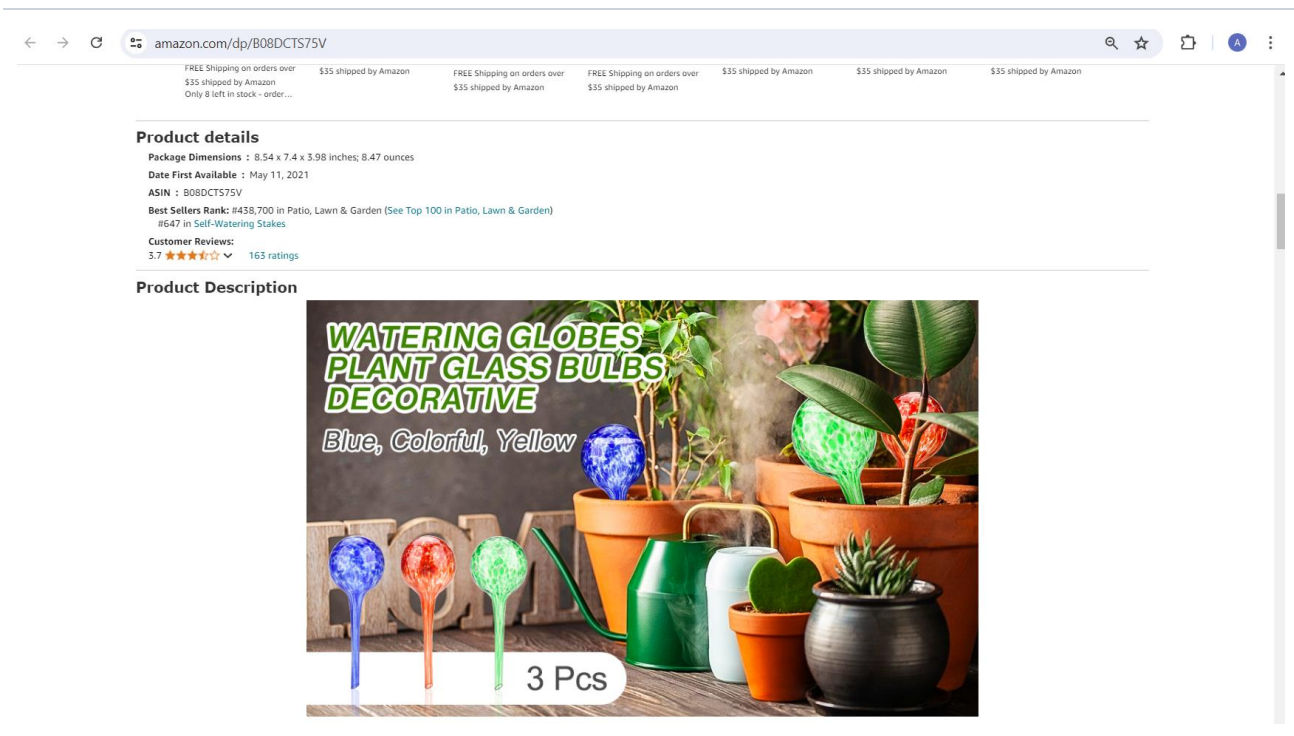 amazon.com/dp/B08DCTS75V
A
FREE Shipping on orders over
$35 shipped by Amazon
Only 8 left in stock - order...
$35 shipped by Amazon
FREE Shipping on orders over
$35 shipped by Amazon
FREE Shipping on orders over
$35 shipped by Amazon
$35 shipped by Amazon
$35 shipped by Amazon
$35 shipped by Amazon
Product details
Package Dimensions : 8.54 x 7.4 x 3.98 inches; 8.47 ounces
Date First Available : May 11, 2021
ASIN : B08DCTS75V
Best Sellers Rank: #438,700 in Patio, Lawn & Garden (See Top 100 in Patio, Lawn & Garden)
#647 in Self-Watering Stakes
Customer Reviews:
3.7 163 ratings
Product Description
WATERING GLOBES
PLANT GLASS BULBS
DECORATIVE
Blue, Colorful, Yellow
3 Pcs